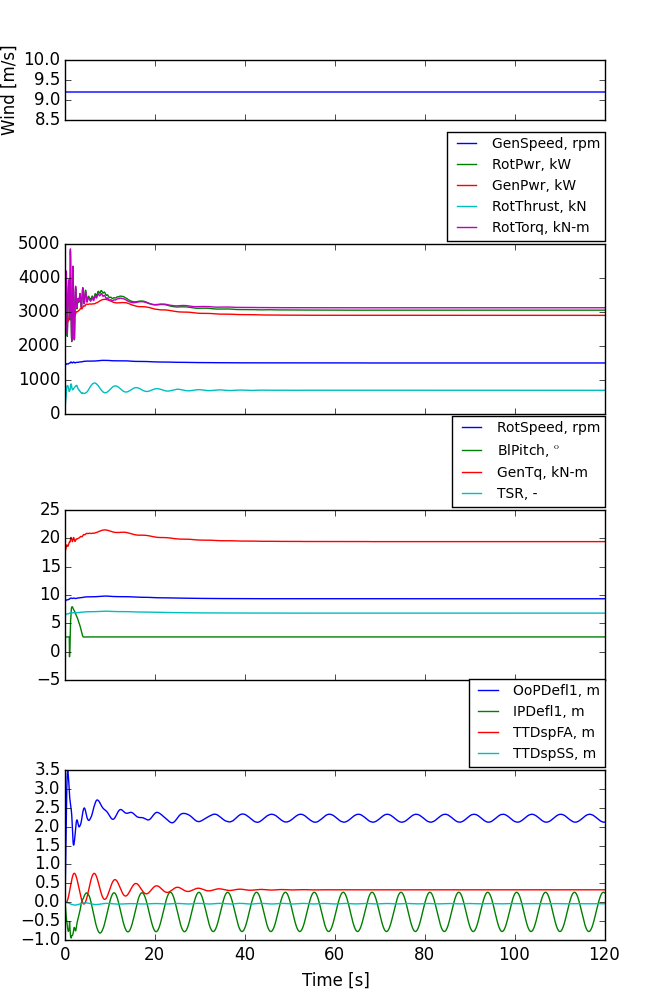 Wind [m/s]
10.0
9.5
9.0
8.5
GenSpeed, rpm
RotPwr, kW
GenPwr, kW
RotThrust, kN
RotTorq, kN-m
5000
4000
3000
2000
1000
0
RotSpeed, rpm
BlPitch, °
GenTq, kN-m
TSR, -
25
20
15
10
5
0
−5
OoPDefl1, m
IPDefl1, m
TTDspFA, m
TTDspSS, m
3.5
3.0
2.5
2.0
1.5
1.0
0.5
0.0
−0.5
−1.0
0 20 40 60 80 100 120
Time [s]